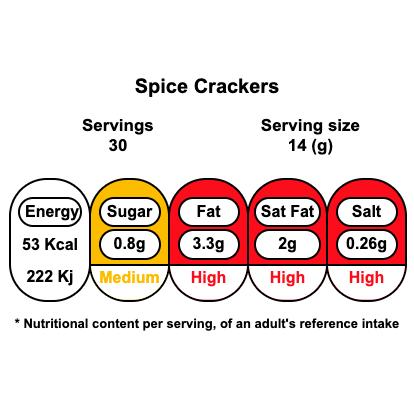 Spice Crackers
Servings Serving size
30 14 (g)
Energy Sugar Fat Sat Fat Salt
53 Kcal 0.8g 3.3g 2g 0.26g
222 Kj Medium High High High
* Nutritional content per serving, of an adult's reference intake